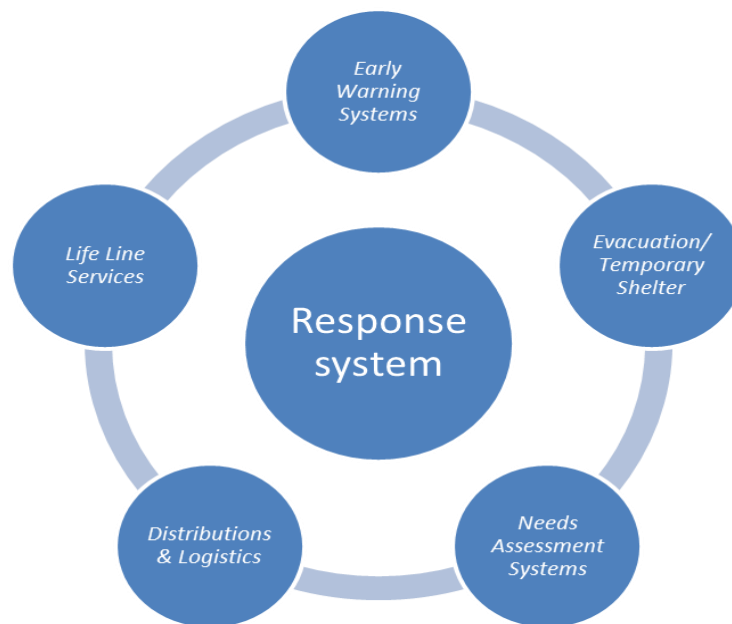 Early
Warning
Systems
Evacuation/
Temporary
Shelter
Needs
Assessment
Systems
Distributions
& Logistics
Life Line
Services
Response
system